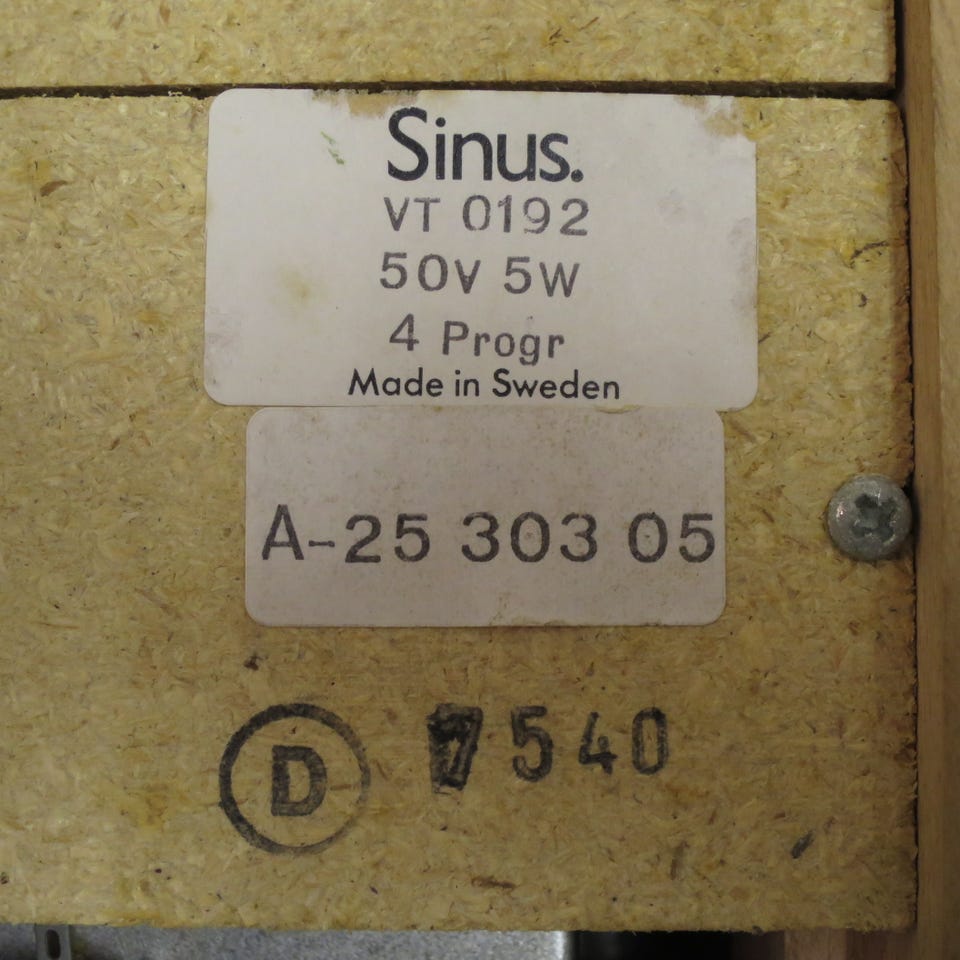 Sinus.
VT 0192
50V 5W
4 Progr
Made in Sweden
A-25 303 05
D 7540